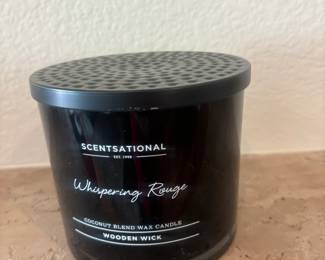 SCENTSATIONAL
EST. 1998
Whispering Rouge
COCONUT BLEND WAX CANDLE
WOODEN WICK